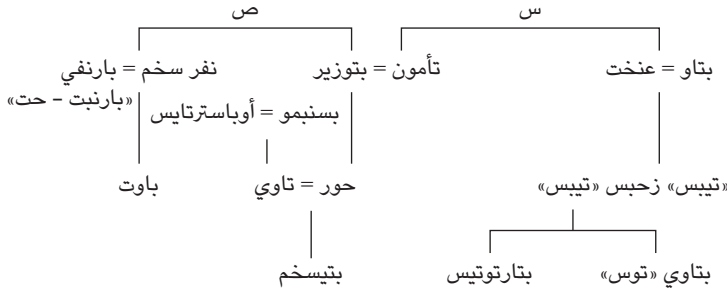 س ص
بتاو = عنخت تأمون = بتوزير نفر سخم = بارنفي
«بارنبت – حت»
بسنبمو = أوباسترتايس
«تيبس» زحبس «تيبس» حور = تاوي باوت
بتاوي «توس» بتارتوتيس بتيسخم